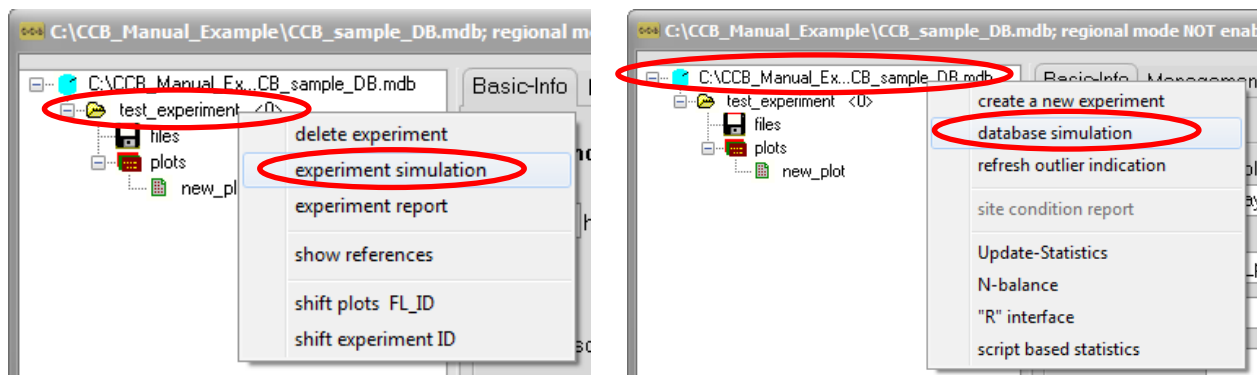 C:\CCB_Manual_Example\CCB_sample_DB.mdb; regional m
C:\CCB_Manual_Ex...CB_sample_DB.mdb
Basic-Info
test_experiment <0>
files
plots
new_pl
delete experiment
experiment simulation
experiment report
show references
shift plots FL_ID
shift experiment ID
C:\CCB_Manual_Example\CCB_sample_DB.mdb; regional mode NOT enab
C:\CCB_Manual_Ex...CB_sample_DB.mdb
Basic-Info
test_experiment <0>
files
plots
new_plot
create a new experiment
database simulation
refresh outlier indication
site condition report
Update-Statistics
N-balance
"R" interface
script based statistics